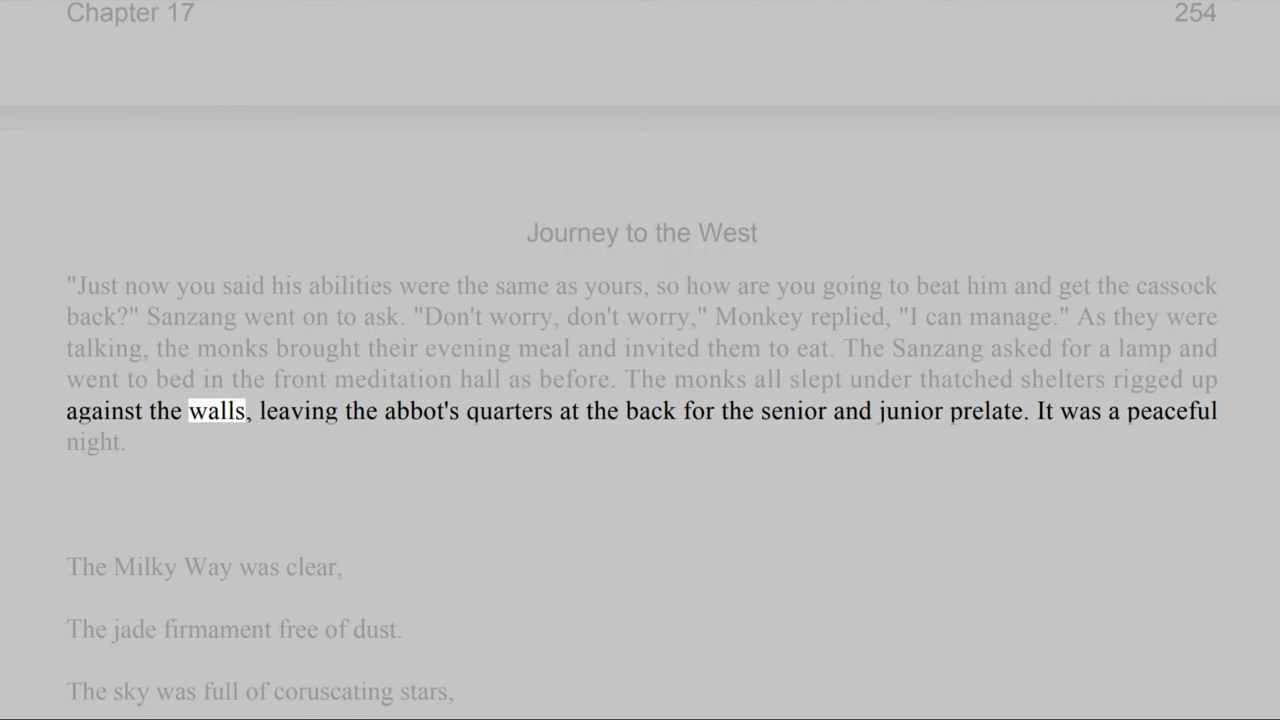 Chapter 17 254
Journey to the West
"Just now you said his abilities were the same as yours, so how are you going to beat him and get the cassock
back?" Sanzang went on to ask. "Don't worry, don't worry," Monkey replied, "I can manage." As they were
talking, the monks brought their evening meal and invited them to eat. The Sanzang asked for a lamp and
went to bed in the front meditation hall as before. The monks all slept under thatched shelters rigged up
against the walls, leaving the abbot's quarters at the back for the senior and junior prelate. It was a peaceful
night.
The Milky Way was clear,
The jade firmament free of dust.
The sky was full of coruscating stars,